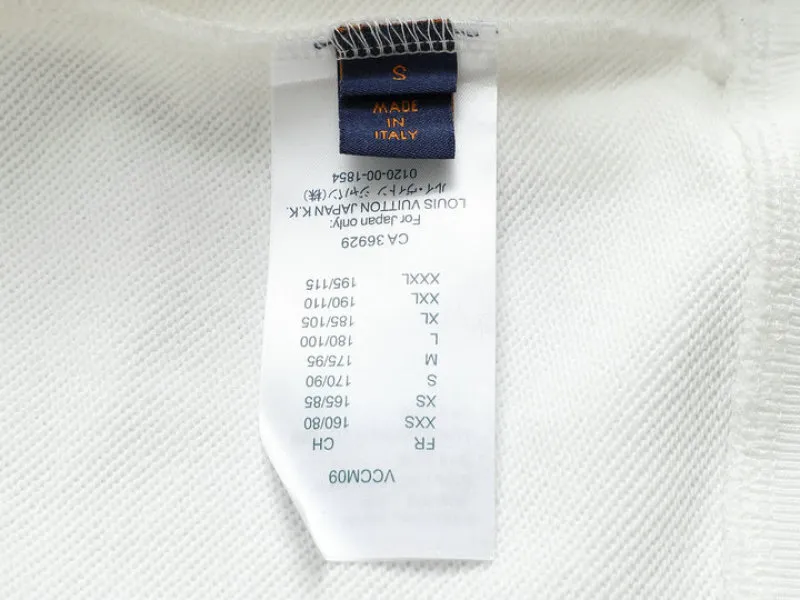 S
MADE
IN
ITALY
VCCM09
FR CH
XXS 160/80
XS 165/85
S 170/90
M 175/95
L 180/100
XL 185/105
XXL 190/110
XXXL 195/115
CA 36929
For Japan only:
LOUIS VUITTON JAPAN K.K.
ルイ・ヴィトン ジャパン(株)
0120-00-1854